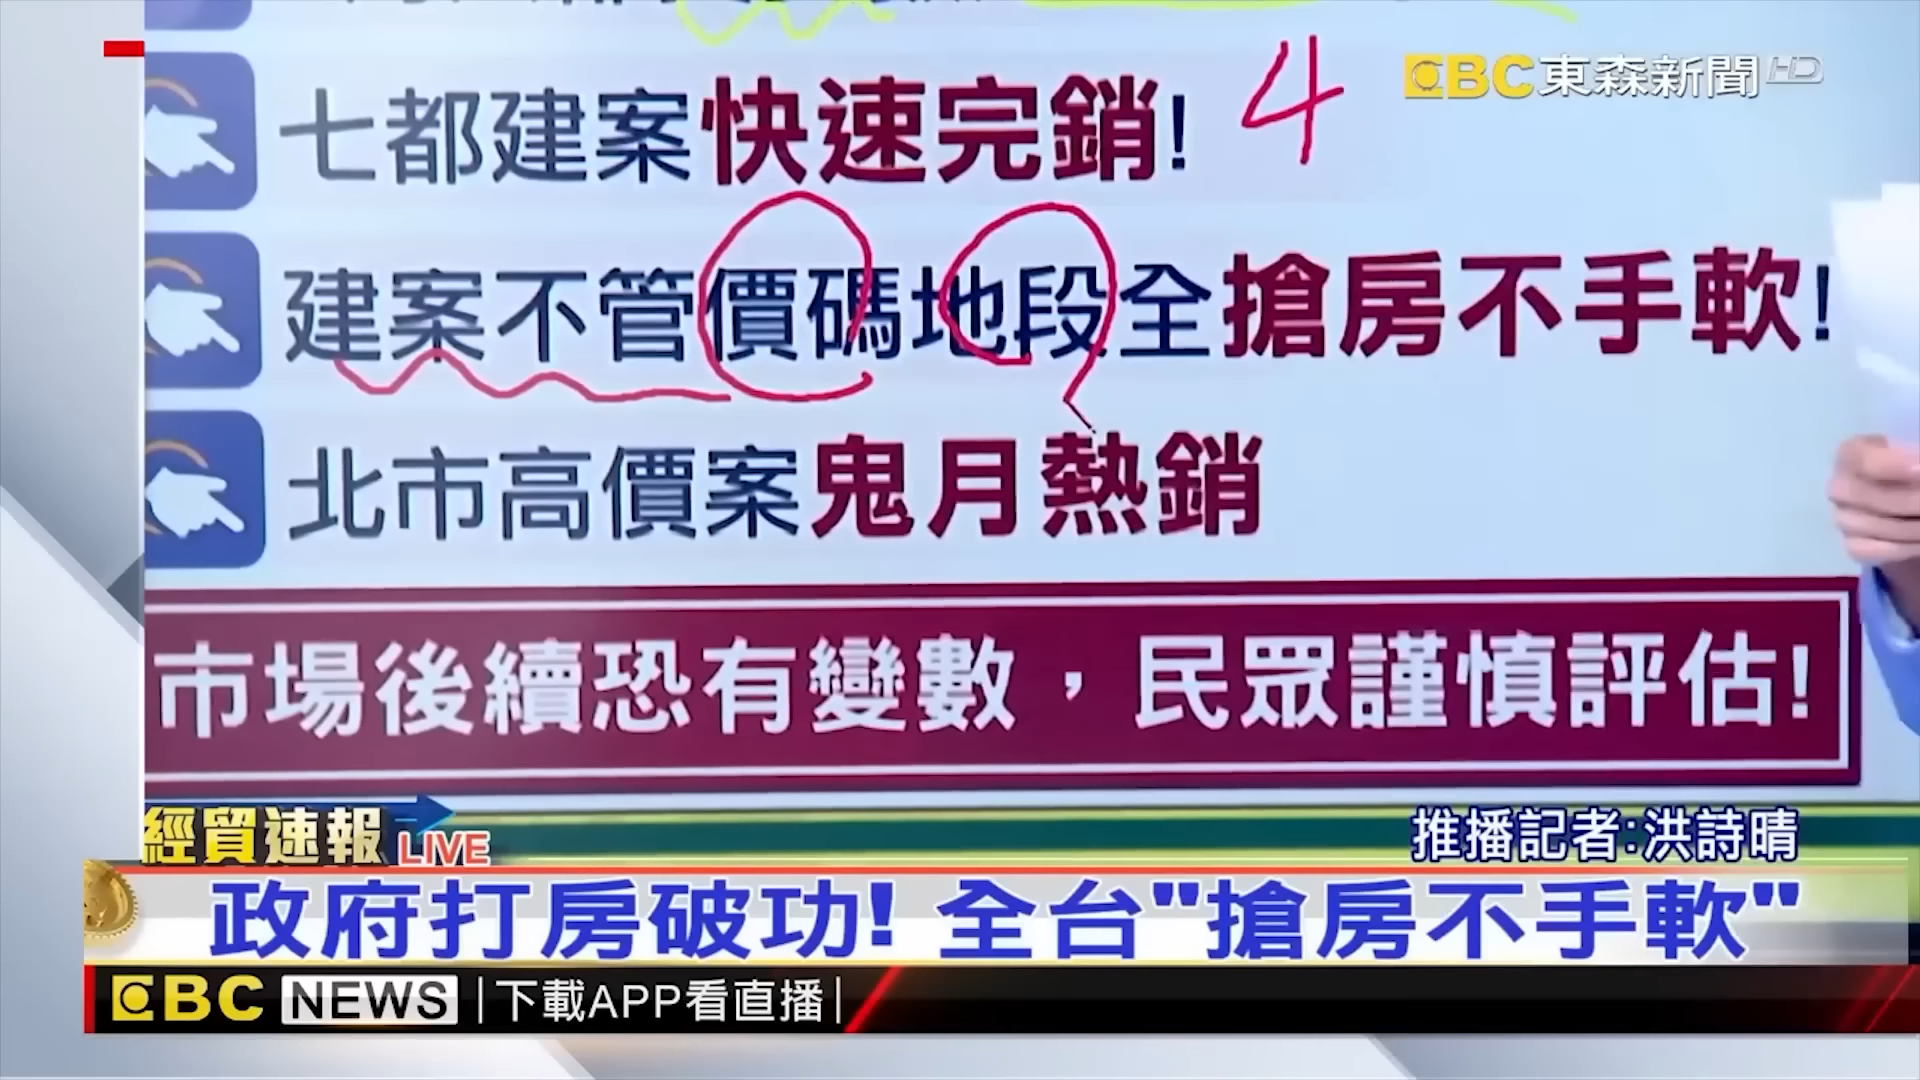 七都建案快速完銷!
4
EBC東森新聞HD
建案不管價碼地段全搶房不手軟!
北市高價案鬼月熱銷
市場後續恐有變數，民眾謹慎評估!
經貿速報 LIVE
推播記者:洪詩晴
政府打房破功! 全台"搶房不手軟"
EBC NEWS |下載APP看直播|